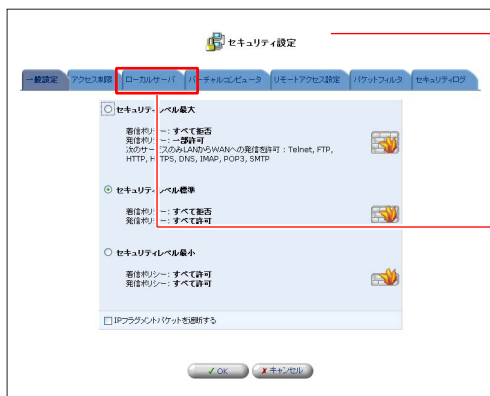 セキュリティ設定
一般設定
アクセス制限
ローカルサーバ
バーチャルコンピュータ
リモートアクセス設定
パケットフィルタ
セキュリティログ
セキュリティレベル最大
着信ポリシー: すべて拒否
発信ポリシー: 一部許可
次のサービスのみLANからWANへの発信を許可 : Telnet, FTP,
HTTP, HTTPS, DNS, IMAP, POP3, SMTP
セキュリティレベル標準
着信ポリシー: すべて拒否
発信ポリシー: すべて許可
セキュリティレベル最小
着信ポリシー: すべて許可
発信ポリシー: すべて許可
IPフラグメントパケットを遮断する
OK
キャンセル